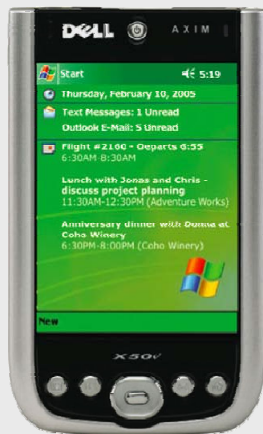 DELL
AXIM
Start
5:19
Thursday, February 10, 2005
Text Messages: 1 Unread
Outlook E-Mail: 5 Unread
Flight #2160 - Departs 6:55
6:30AM-8:30AM
Lunch with Jonas and Chris -
discuss project planning
11:30AM-12:30PM (Adventure Works)
Anniversary dinner with Donna at
Coho Winery
6:30PM-8:00PM (Coho Winery)
New
X50v